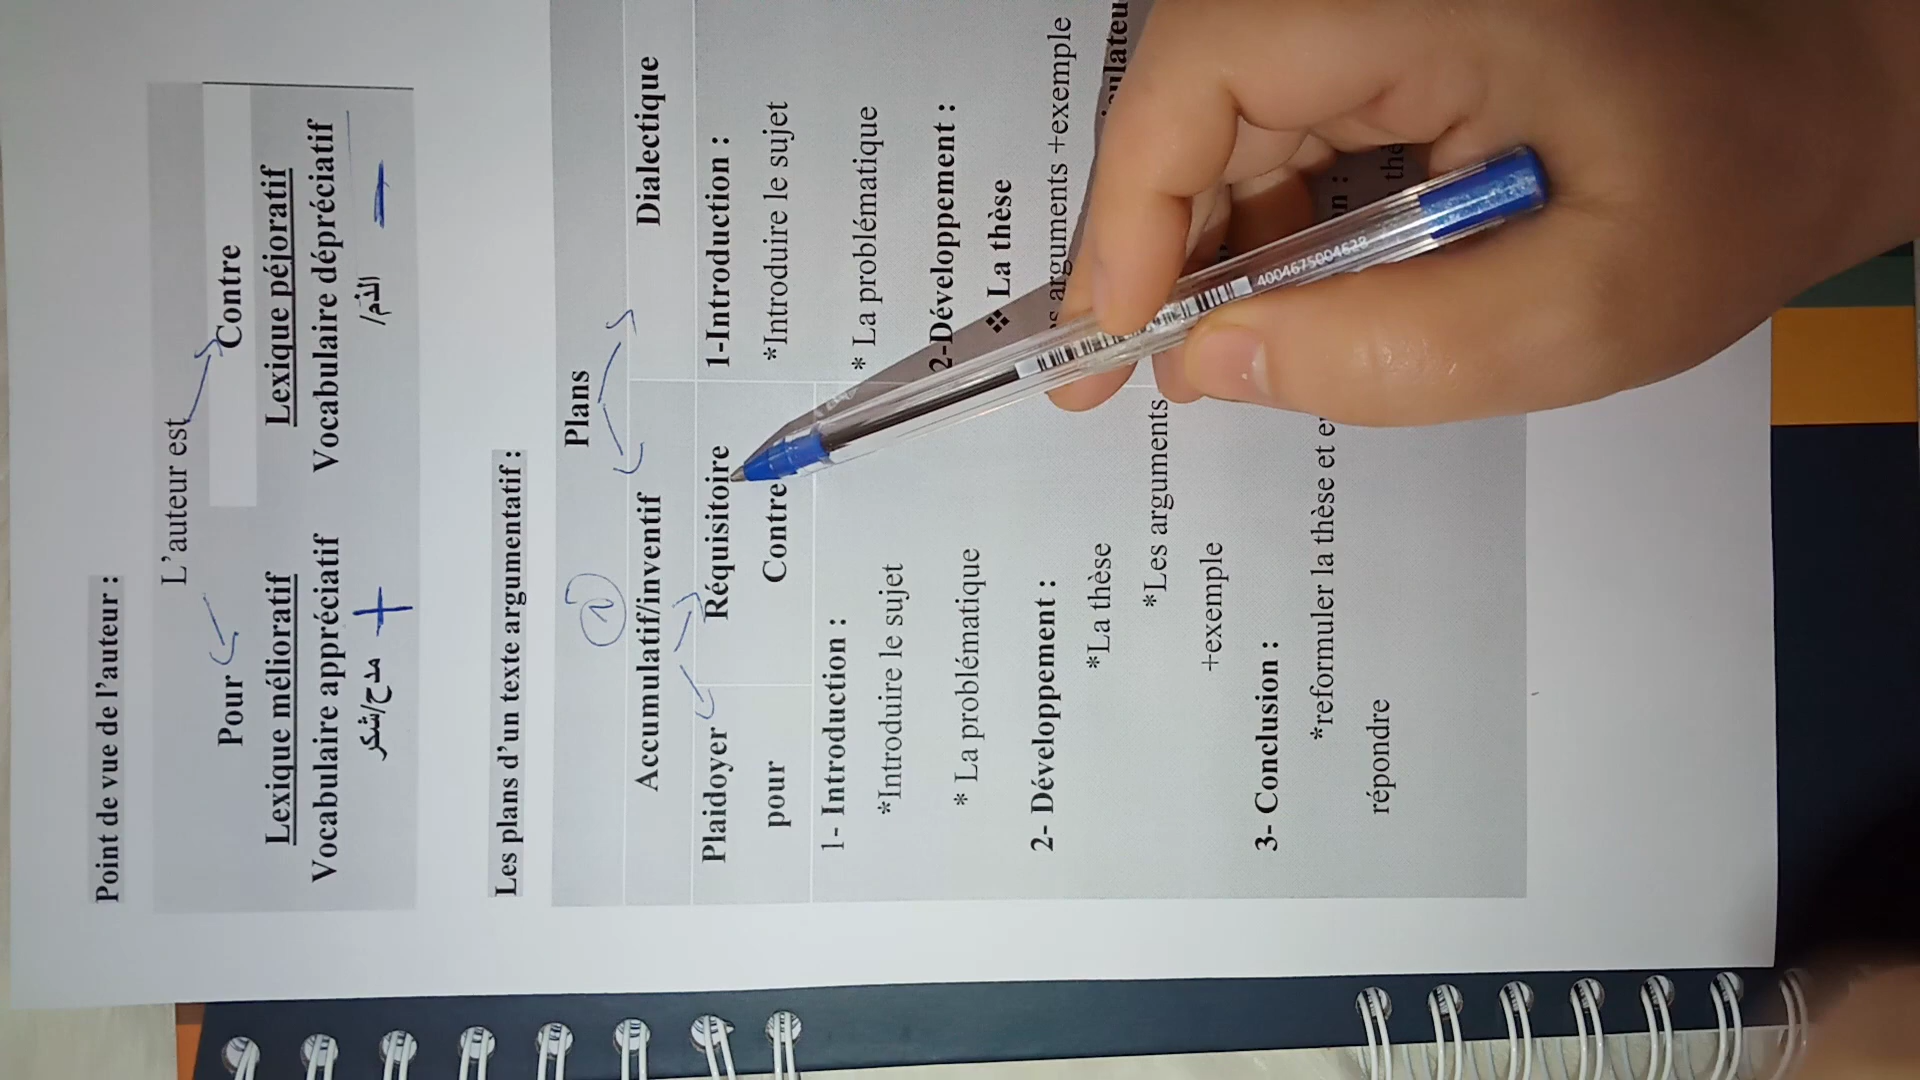 Point de vue de l'auteur :
L'auteur est
Pour
Contre
Lexique mélioratif
Lexique péjoratif
Vocabulaire appréciatif
Vocabulaire dépréciatif
مدح/شكر
+
الذم/
—
Les plans d'un texte argumentatif :
Plans
Accumulatif/inventif
Dialectique
Plaidoyer
Réquisitoire
pour
Contre
1- Introduction :
*Introduire le sujet
* La problématique
2- Développement :
*La thèse
*Les arguments
+exemple
3- Conclusion :
*reformuler la thèse et
répondre
1-Introduction :
*Introduire le sujet
* La problématique
2-Développement :
❖ La thèse
arguments +exemple
4004675004628